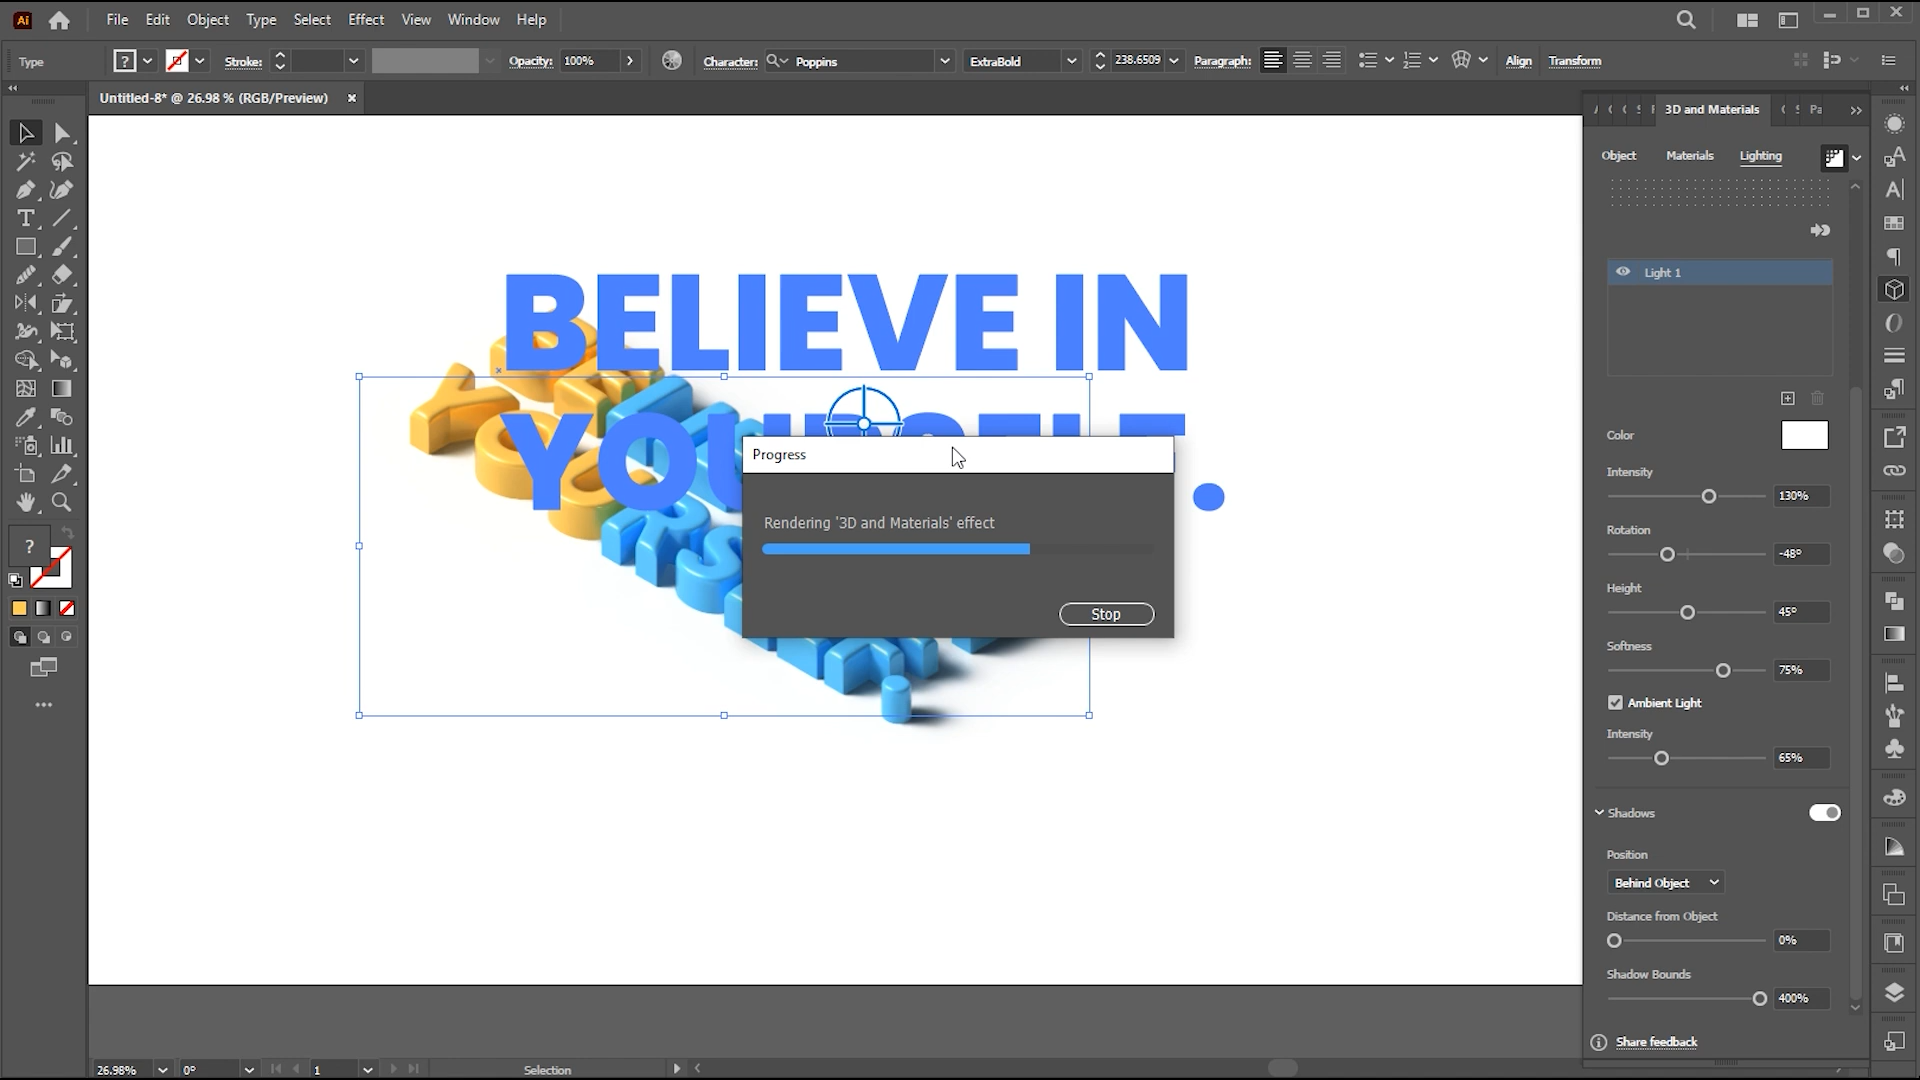 Ai File Edit Object Type Select Effect View Window Help
Type ? Stroke: Opacity: 100% Character: Poppins ExtraBold 238.6509 Paragraph: Align Transform
Untitled-8* @ 26.98 % (RGB/Preview)
3D and Materials Pa
Object Materials Lighting
Light 1
Color
Intensity
130%
Rotation
-48°
Height
45°
Softness
75%
Ambient Light
Intensity
65%
Shadows
Position
Behind Object
Distance from Object
0%
Shadow Bounds
400%
Share feedback
BELIEVE IN
YOURSELF.
Progress
Rendering '3D and Materials' effect
Stop
?
26.98% 0° 1 Selection